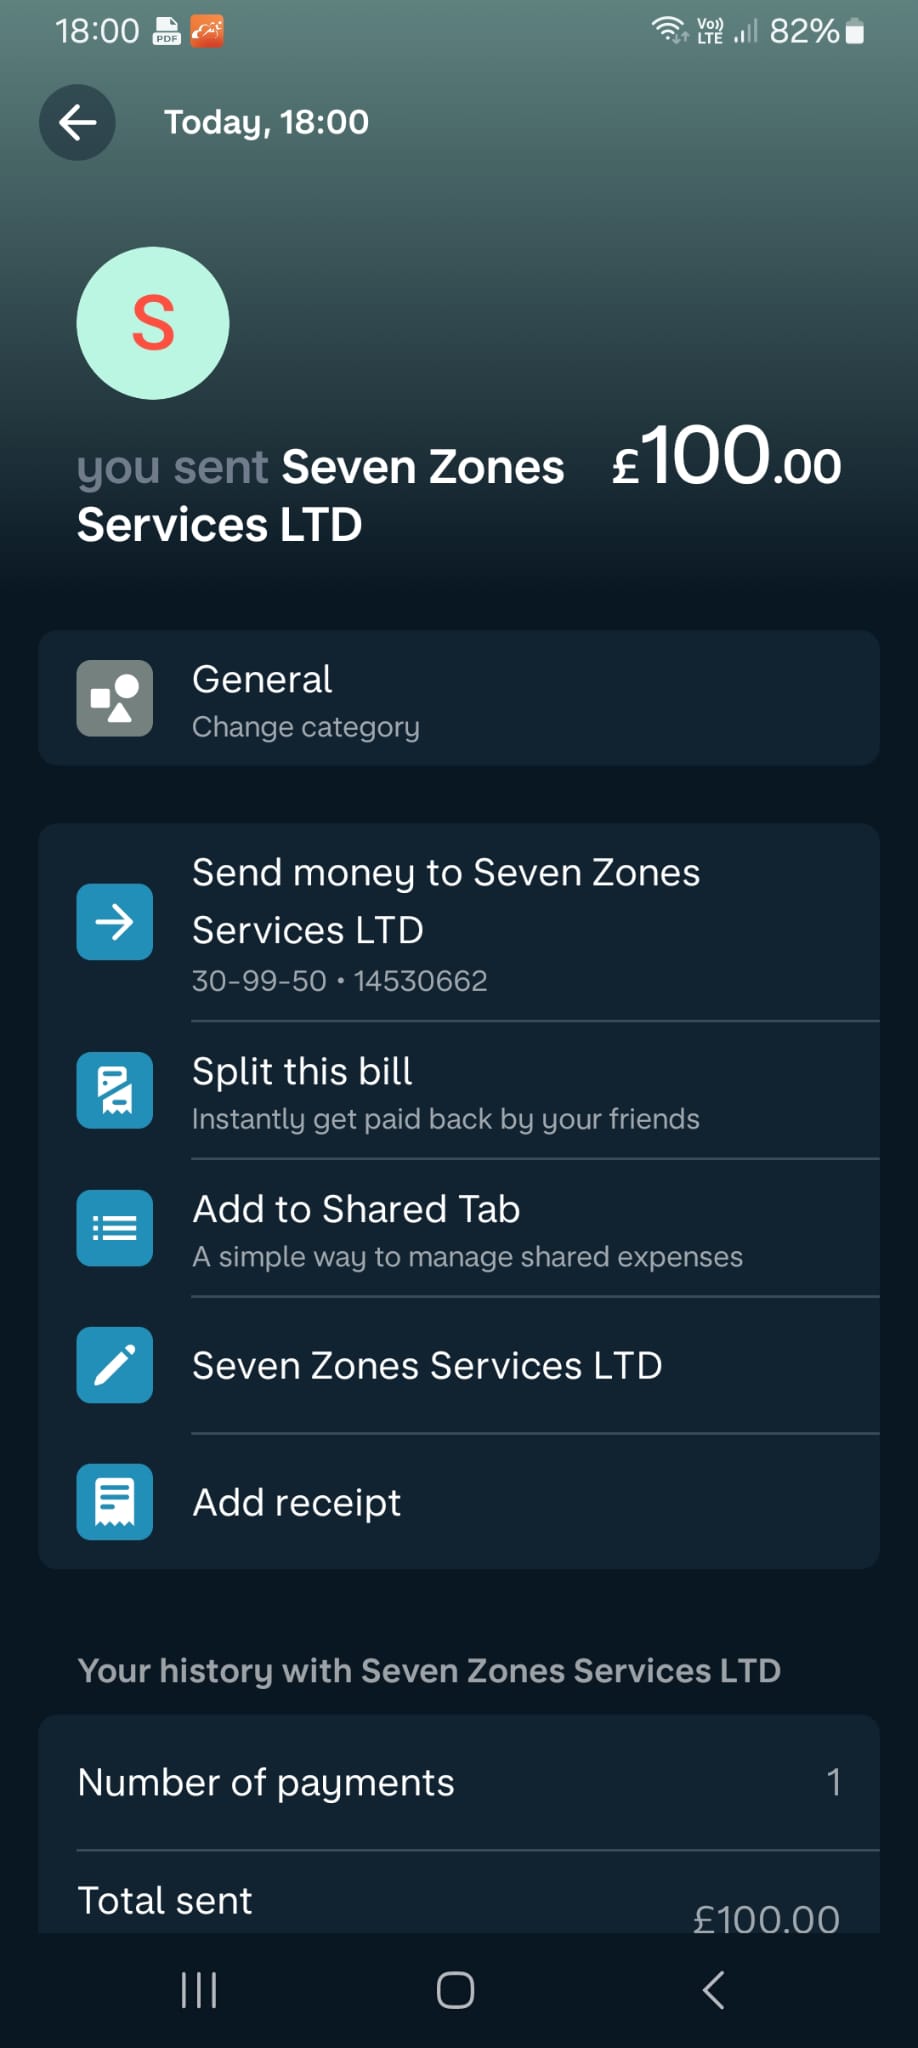 18:00 PDF Vo)) LTE 82%
Today, 18:00
S
you sent Seven Zones £100.00
Services LTD
General
Change category
Send money to Seven Zones
Services LTD
30-99-50 • 14530662
Split this bill
Instantly get paid back by your friends
Add to Shared Tab
A simple way to manage shared expenses
Seven Zones Services LTD
Add receipt
Your history with Seven Zones Services LTD
Number of payments 1
Total sent £100.00